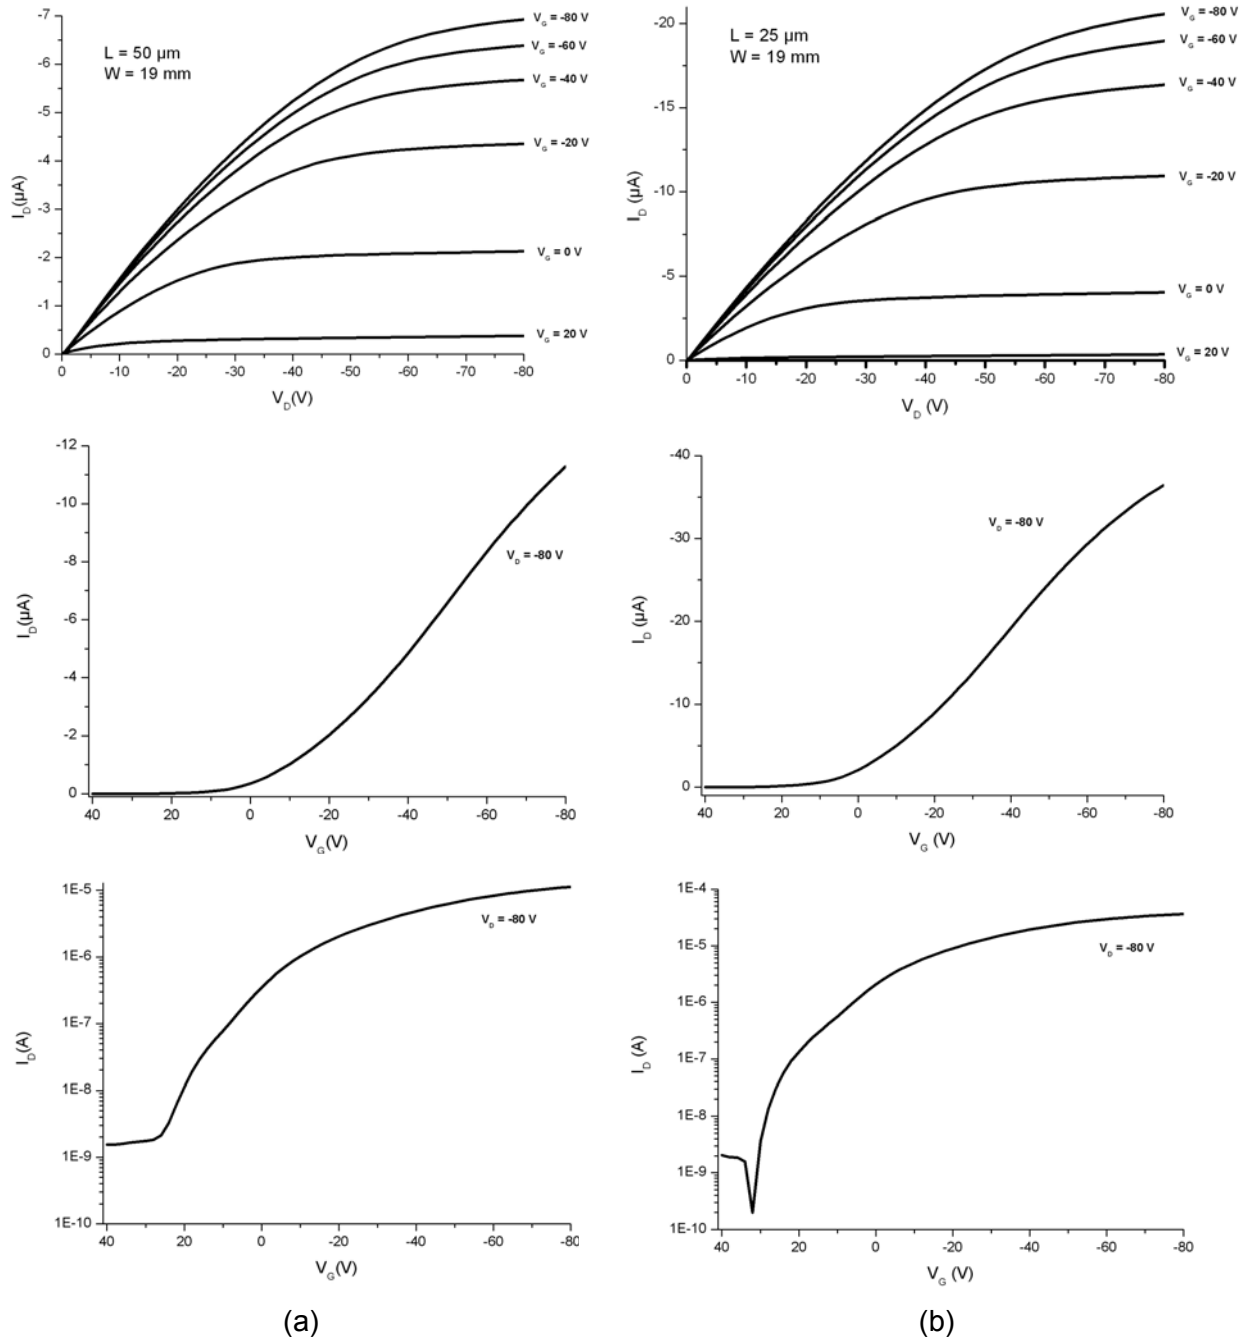 -7
-6
-5
-4
-3
-2
-1
0
I_D(µA)
L = 50 µm
W = 19 mm
V_G = -80 V
V_G = -60 V
V_G = -40 V
V_G = -20 V
V_G = 0 V
V_G = 20 V
0 -10 -20 -30 -40 -50 -60 -70 -80
V_D(V)
-20
-15
-10
-5
0
I_D (µA)
L = 25 µm
W = 19 mm
V_G = -80 V
V_G = -60 V
V_G = -40 V
V_G = -20 V
V_G = 0 V
V_G = 20 V
0 -10 -20 -30 -40 -50 -60 -70 -80
V_D (V)
-12
-10
-8
-6
-4
-2
0
I_D(µA)
V_D = -80 V
40 20 0 -20 -40 -60 -80
V_G(V)
-40
-30
-20
-10
0
I_D (µA)
V_D = -80 V
40 20 0 -20 -40 -60 -80
V_G (V)
1E-5
1E-6
1E-7
1E-8
1E-9
1E-10
I_D(A)
V_D = -80 V
40 20 0 -20 -40 -60 -80
V_G(V)
1E-4
1E-5
1E-6
1E-7
1E-8
1E-9
1E-10
I_D (A)
V_D = -80 V
40 20 0 -20 -40 -60 -80
V_G (V)
(a) (b)